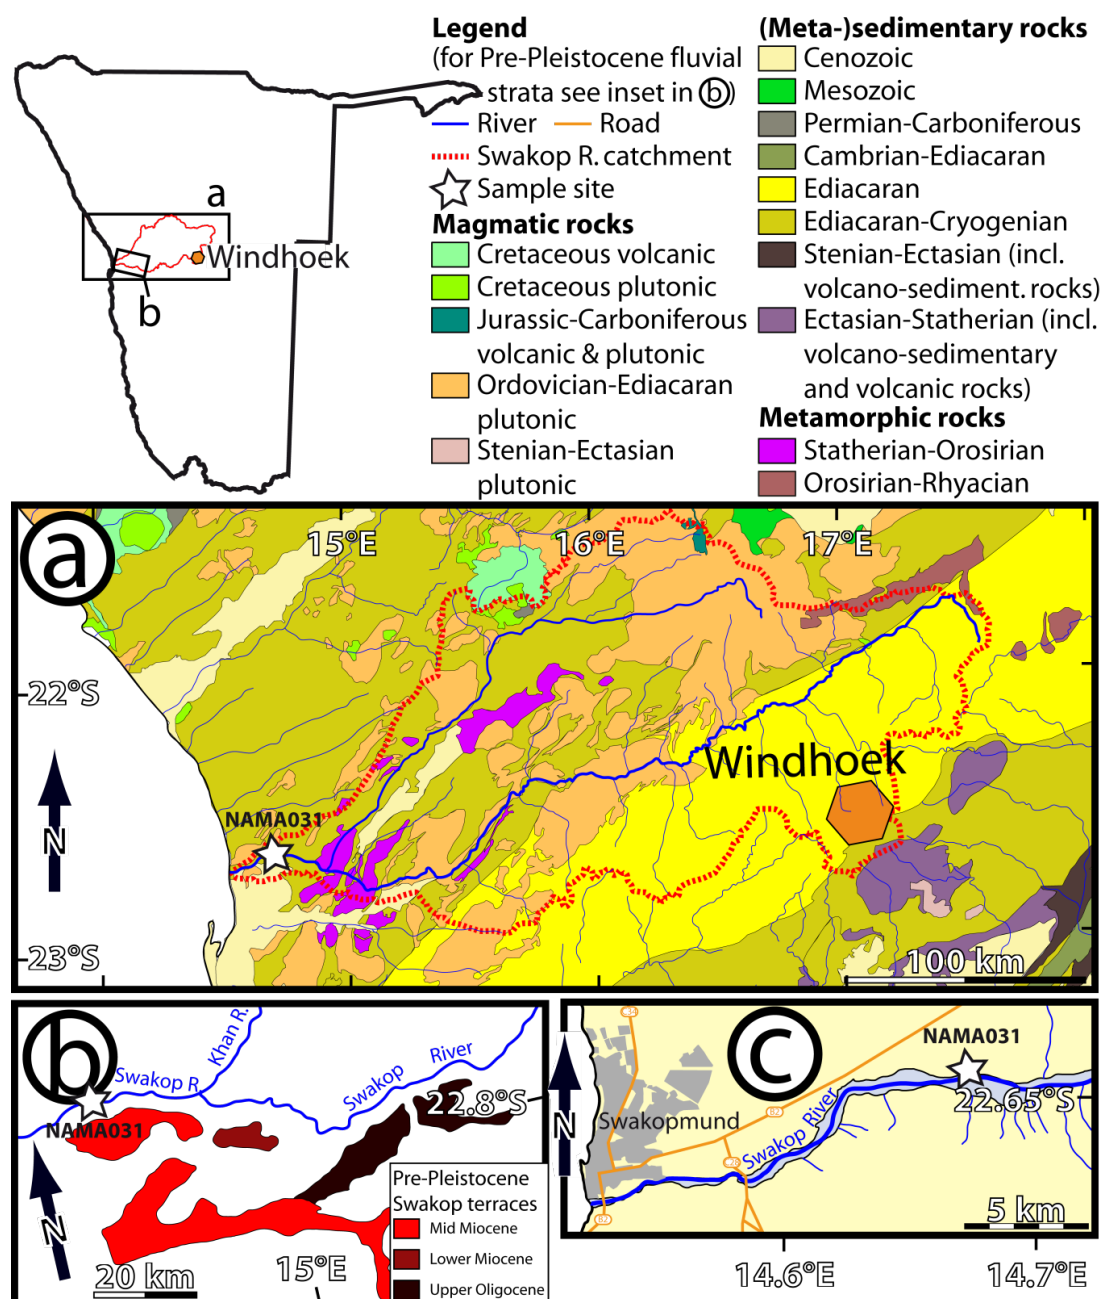 a
Windhoek
b
Legend
(for Pre-Pleistocene fluvial
strata see inset in b)
River
Road
Swakop R. catchment
Sample site
Magmatic rocks
Cretaceous volcanic
Cretaceous plutonic
Jurassic-Carboniferous
volcanic & plutonic
Ordovician-Ediacaran
plutonic
Stenian-Ectasian
plutonic
(Meta-)sedimentary rocks
Cenozoic
Mesozoic
Permian-Carboniferous
Cambrian-Ediacaran
Ediacaran
Ediacaran-Cryogenian
Stenian-Ectasian (incl.
volcano-sediment. rocks)
Ectasian-Statherian (incl.
volcano-sedimentary
and volcanic rocks)
Metamorphic rocks
Statherian-Orosirian
Orosirian-Rhyacian
a
15°E
16°E
17°E
22°S
Windhoek
NAMA031
N
23°S
100 km
b
Khan R.
Swakop R.
Swakop
River
22.8°S
NAMA031
N
20 km
15°E
Pre-Pleistocene
Swakop terraces
Mid Miocene
Lower Miocene
Upper Oligocene
c
C34
NAMA031
22.65°S
N
Swakopmund
B2
Swakop River
C28
B2
5 km
14.6°E
14.7°E